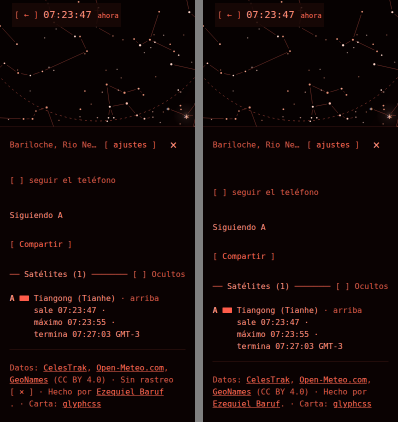 [ ← ] 07:23:47 ahora
Bariloche, Rio Ne… [ ajustes ] ×
[ ] seguir el teléfono
Siguiendo A
[ Compartir ]
Satélites (1) [ ] Ocultos
A Tiangong (Tianhe) · arriba
sale 07:23:47 ·
máximo 07:23:55 ·
termina 07:27:03 GMT-3
Datos: CelesTrak, Open-Meteo.com,
GeoNames (CC BY 4.0) · Sin rastreo
[ × ] · Hecho por Ezequiel Baruf
. · Carta: glyphcss
[ ← ] 07:23:47 ahora
Bariloche, Rio Ne… [ ajustes ] ×
[ ] seguir el teléfono
Siguiendo A
[ Compartir ]
Satélites (1) [ ] Ocultos
A Tiangong (Tianhe) · arriba
sale 07:23:47 ·
máximo 07:23:55 ·
termina 07:27:03 GMT-3
Datos: CelesTrak, Open-Meteo.com,
GeoNames (CC BY 4.0) · Hecho por
Ezequiel Baruf. · Carta: glyphcss